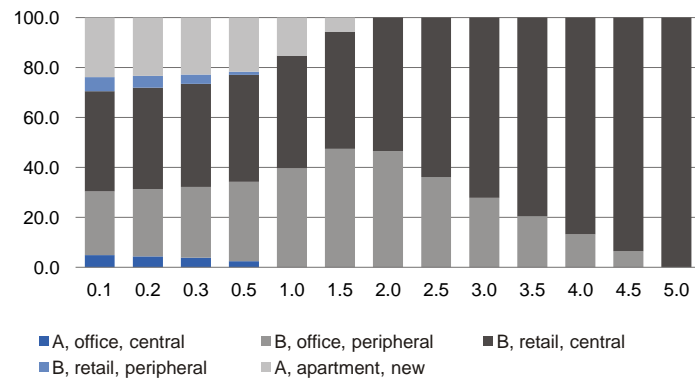 100.0
80.0
60.0
40.0
20.0
0.0
0.1 0.2 0.3 0.5 1.0 1.5 2.0 2.5 3.0 3.5 4.0 4.5 5.0
A, office, central B, office, peripheral B, retail, central
B, retail, peripheral A, apartment, new